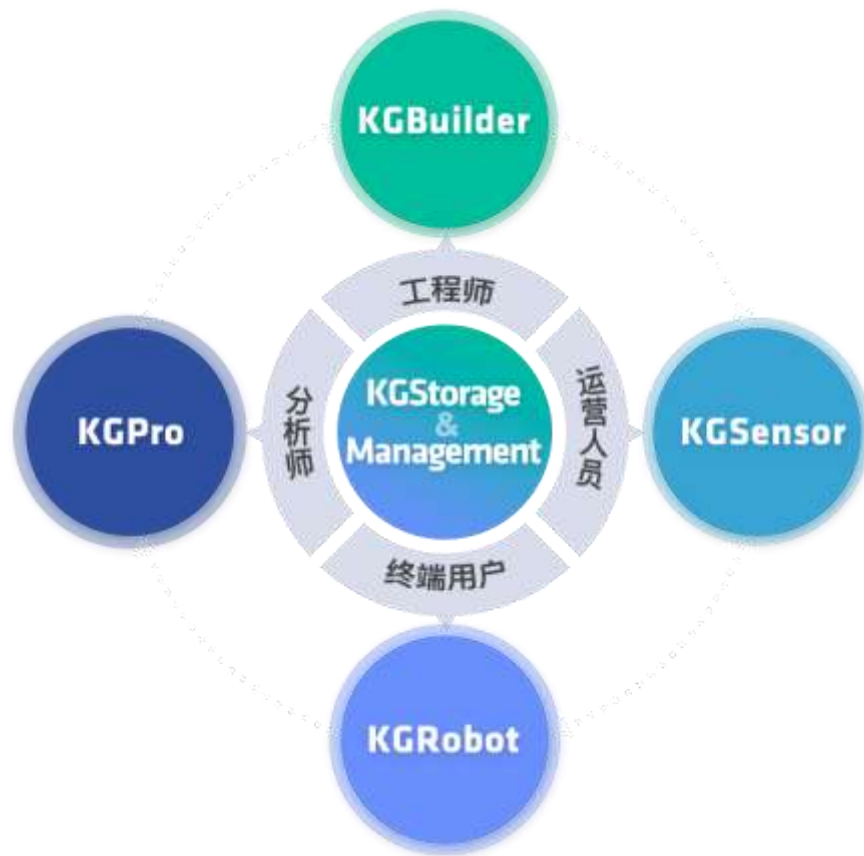 KGBuilder
工程师
KGPro
分析师
KGStorage
&
Management
运营人员
KGSensor
终端用户
KGRobot